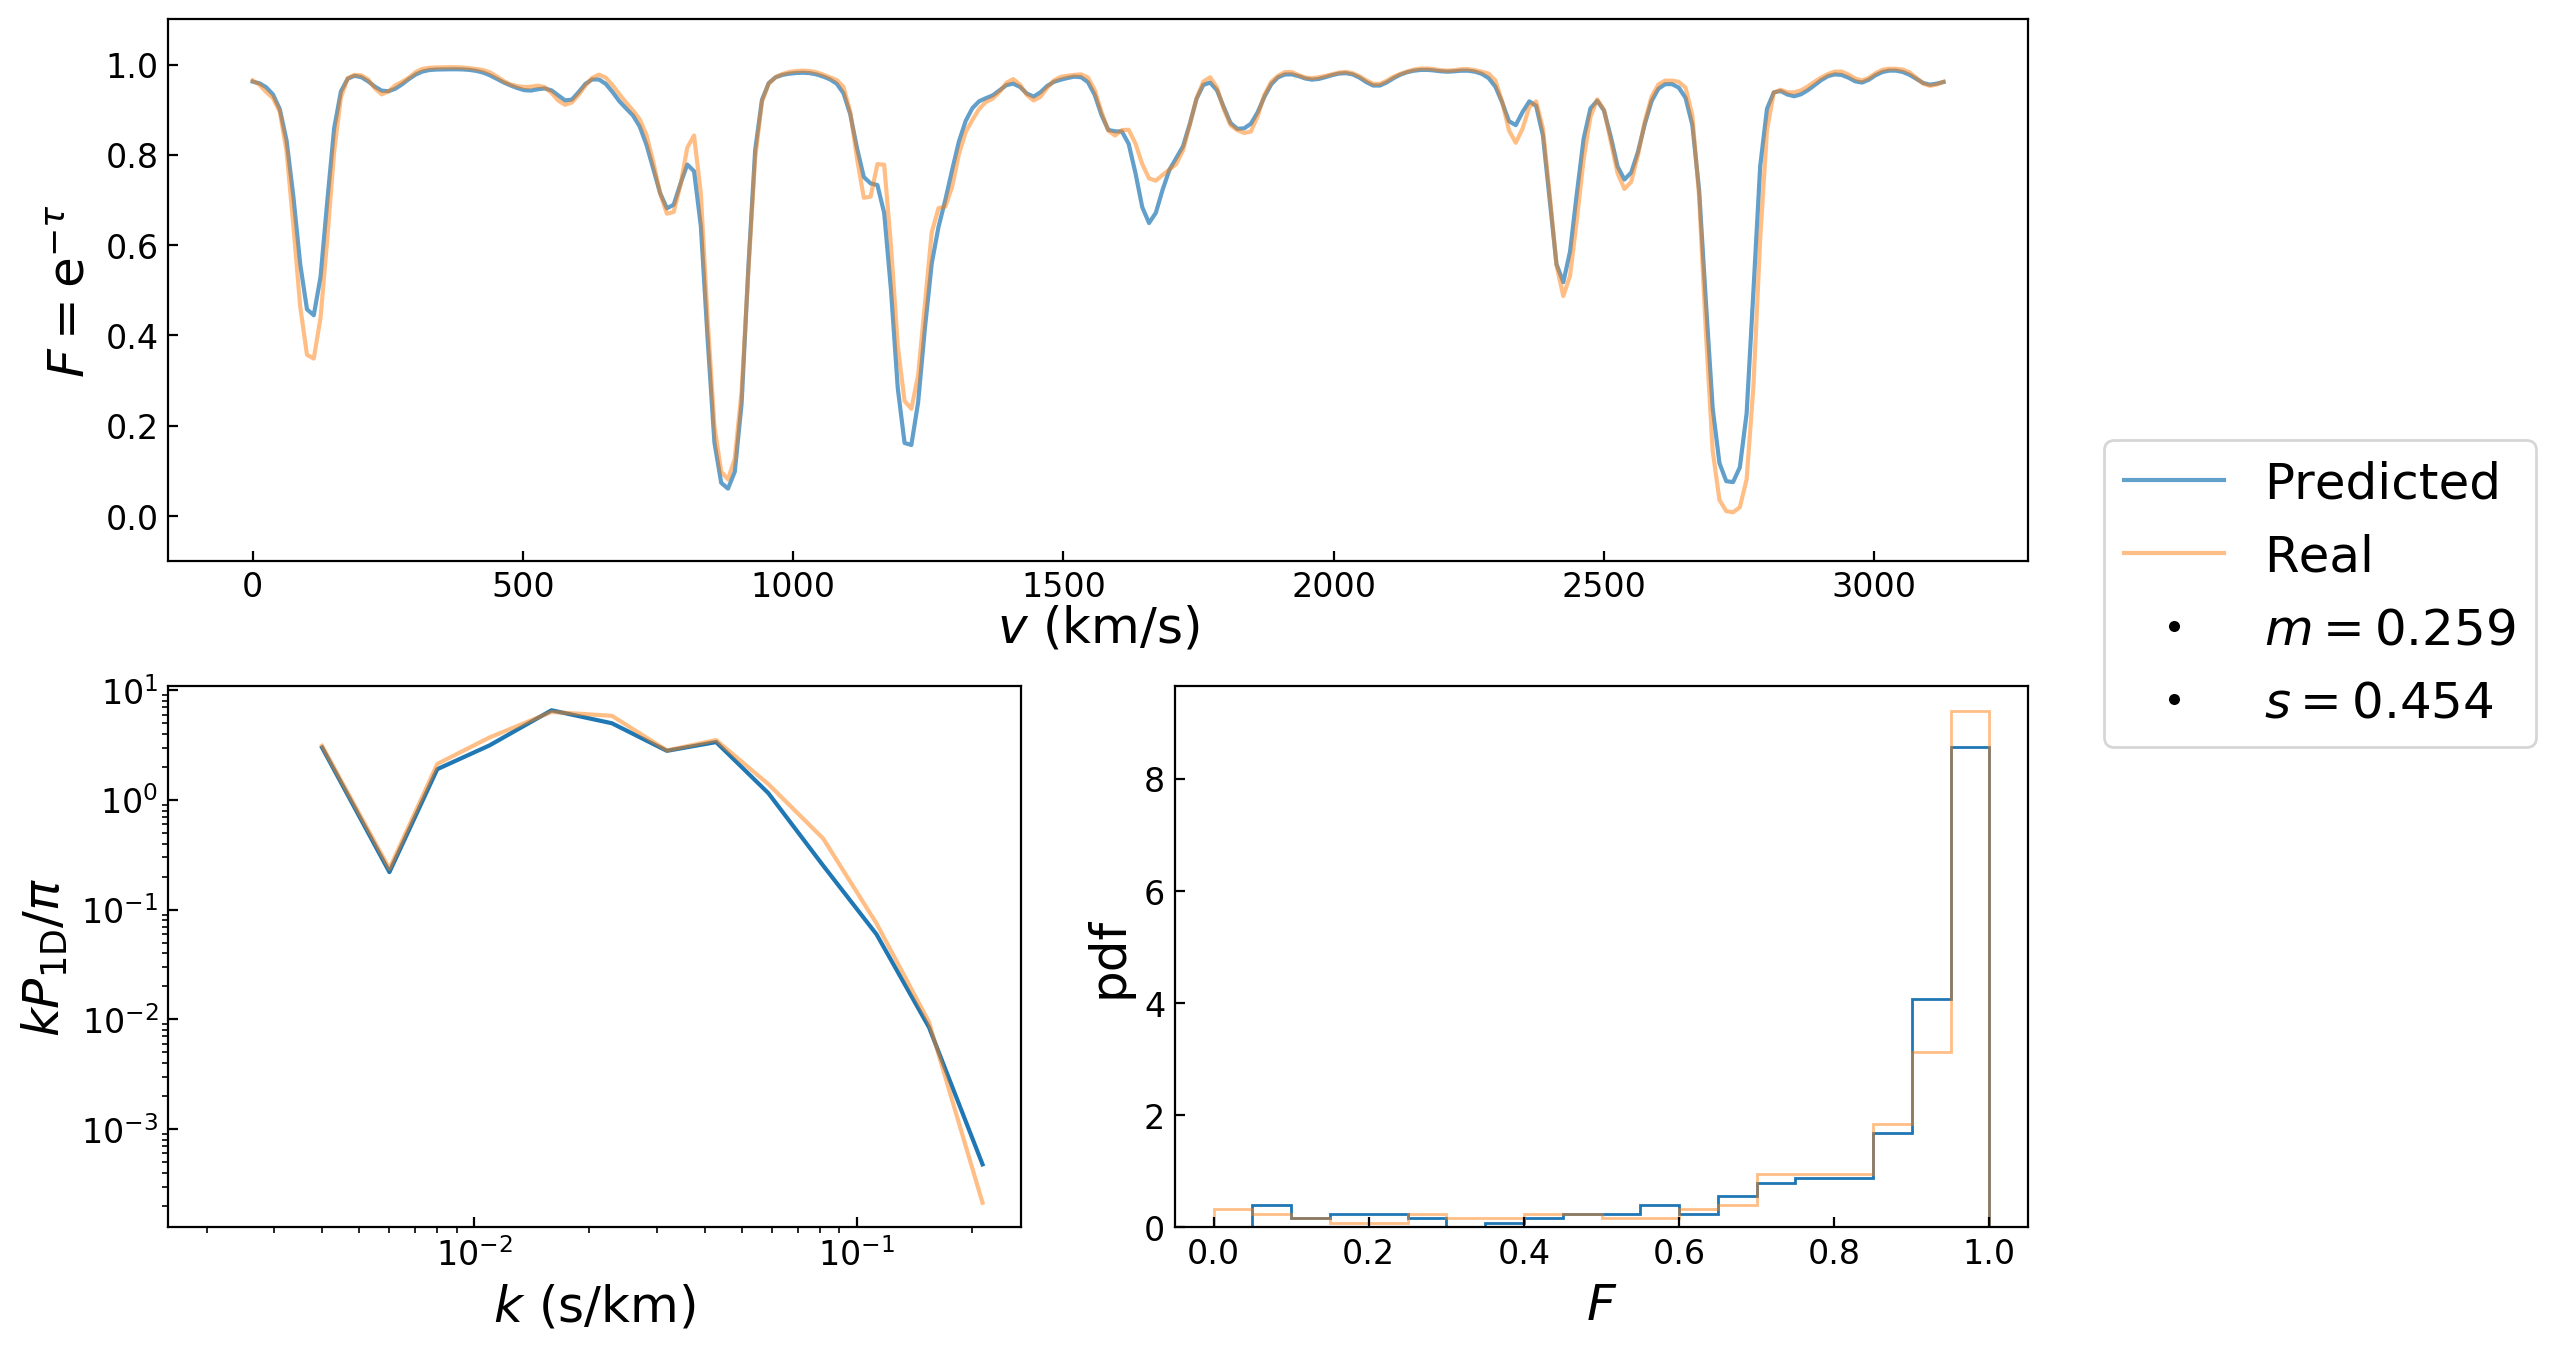 F = e^{−τ}
1.0
0.8
0.6
0.4
0.2
0.0
0 500 1000 1500 2000 2500 3000
v (km/s)
Predicted
Real
m = 0.259
s = 0.454
kP_{1D}/π
10^1
10^0
10^{−1}
10^{−2}
10^{−3}
10^{−2} 10^{−1}
k (s/km)
pdf
8
6
4
2
0
0.0 0.2 0.4 0.6 0.8 1.0
F